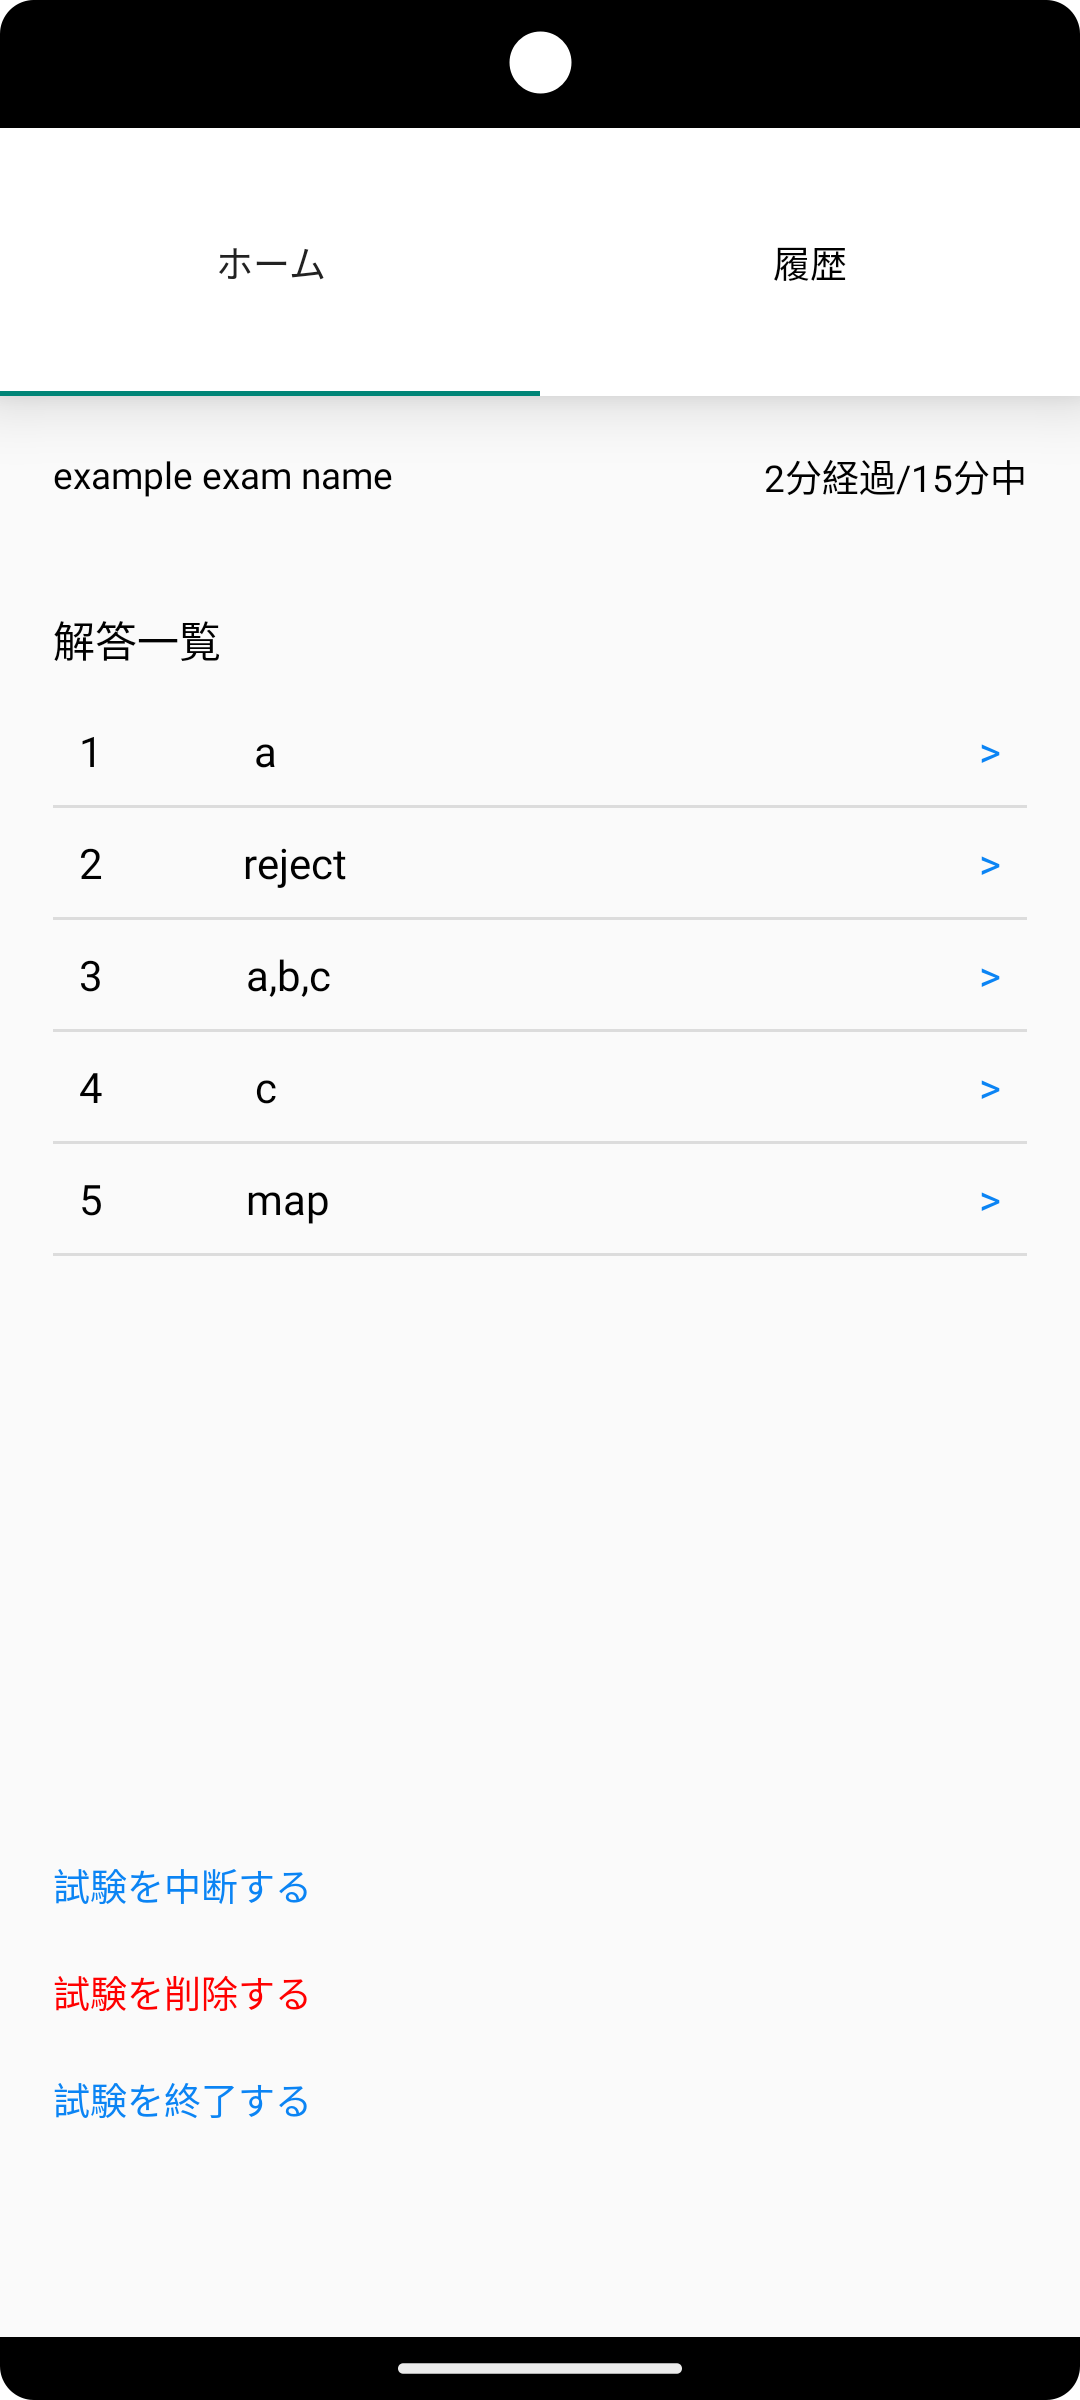 ホーム 履歴
example exam name 2分経過/15分中
解答一覧
1 a >
2 reject >
3 a,b,c >
4 c >
5 map >
試験を中断する
試験を削除する
試験を終了する